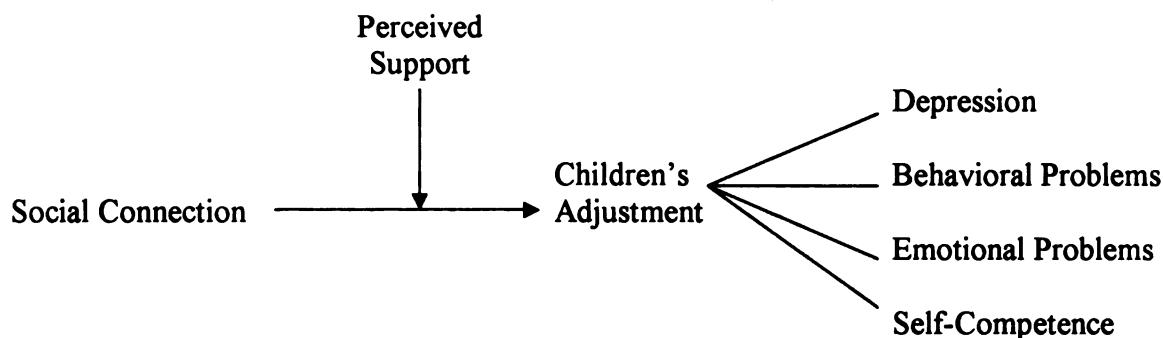 Perceived
Support
Social Connection
Children's
Adjustment
Depression
Behavioral Problems
Emotional Problems
Self-Competence